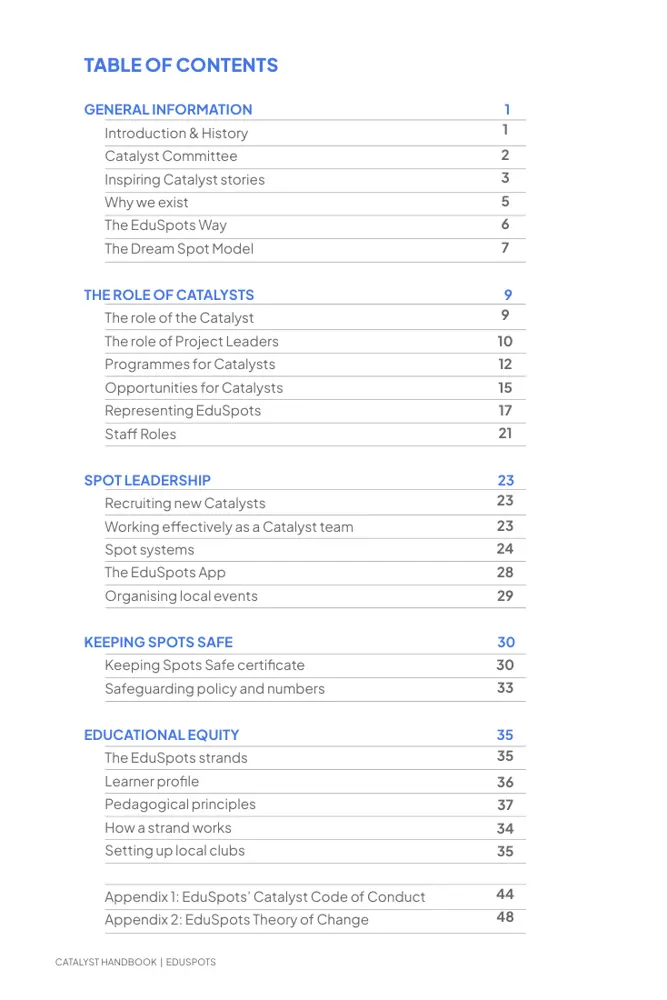 TABLE OF CONTENTS
GENERAL INFORMATION 1
Introduction & History 1
Catalyst Committee 2
Inspiring Catalyst stories 3
Why we exist 5
The EduSpots Way 6
The Dream Spot Model 7
THE ROLE OF CATALYSTS 9
The role of the Catalyst 9
The role of Project Leaders 10
Programmes for Catalysts 12
Opportunities for Catalysts 15
Representing EduSpots 17
Staff Roles 21
SPOT LEADERSHIP 23
Recruiting new Catalysts 23
Working effectively as a Catalyst team 23
Spot systems 24
The EduSpots App 28
Organising local events 29
KEEPING SPOTS SAFE 30
Keeping Spots Safe certificate 30
Safeguarding policy and numbers 33
EDUCATIONAL EQUITY 35
The EduSpots strands 35
Learner profile 36
Pedagogical principles 37
How a strand works 34
Setting up local clubs 35
Appendix 1: EduSpots' Catalyst Code of Conduct 44
Appendix 2: EduSpots Theory of Change 48
CATALYST HANDBOOK | EDUSPOTS